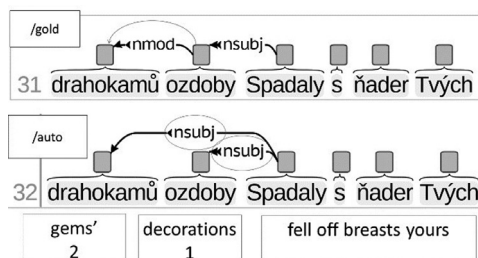 /gold
nmod nsubj
31 drahokamů ozdoby Spadaly s ňader Tvých
/auto
nsubj
nsubj
32 drahokamů ozdoby Spadaly s ňader Tvých
gems' decorations fell off breasts yours
2 1